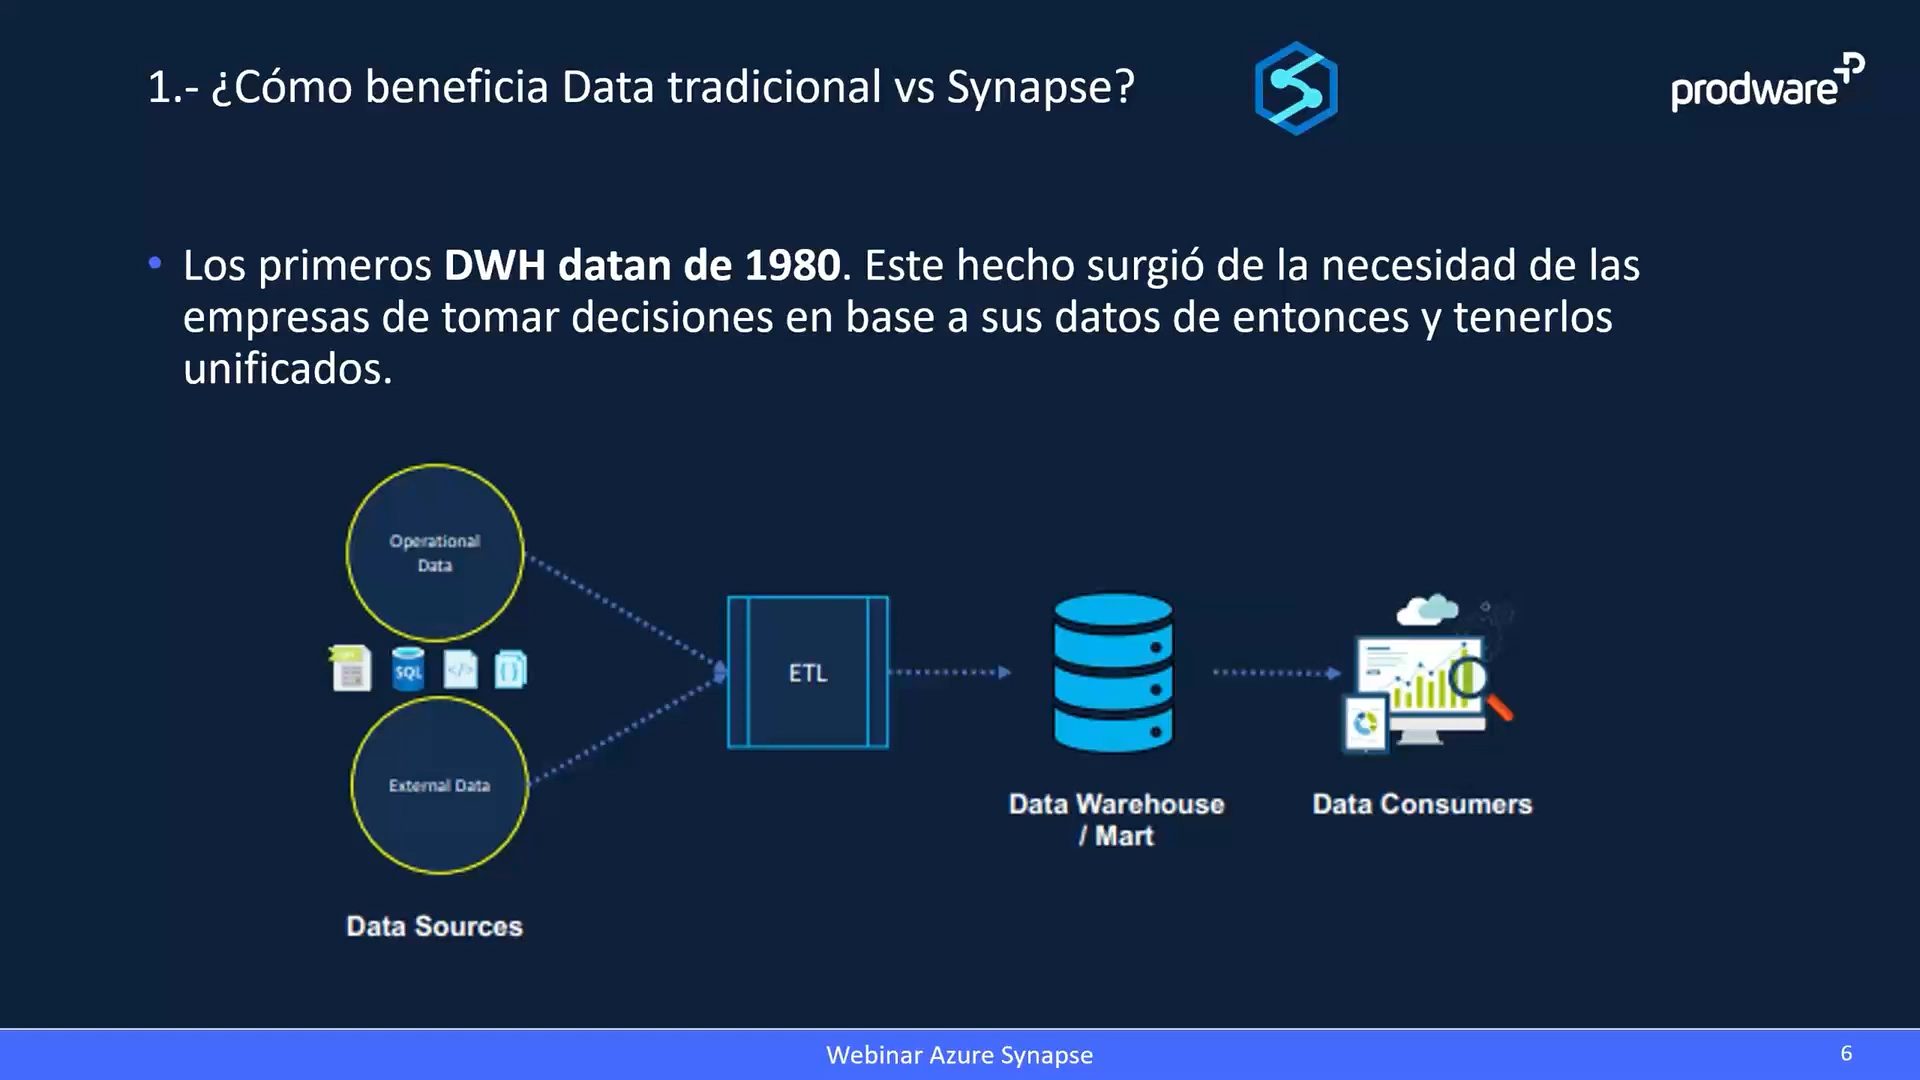 1.- ¿Cómo beneficia Data tradicional vs Synapse?
prodware
• Los primeros DWH datan de 1980. Este hecho surgió de la necesidad de las
empresas de tomar decisiones en base a sus datos de entonces y tenerlos
unificados.
Operational
Data
SQL
</>
{}
External Data
Data Sources
ETL
Data Warehouse
/ Mart
Data Consumers
Webinar Azure Synapse
6